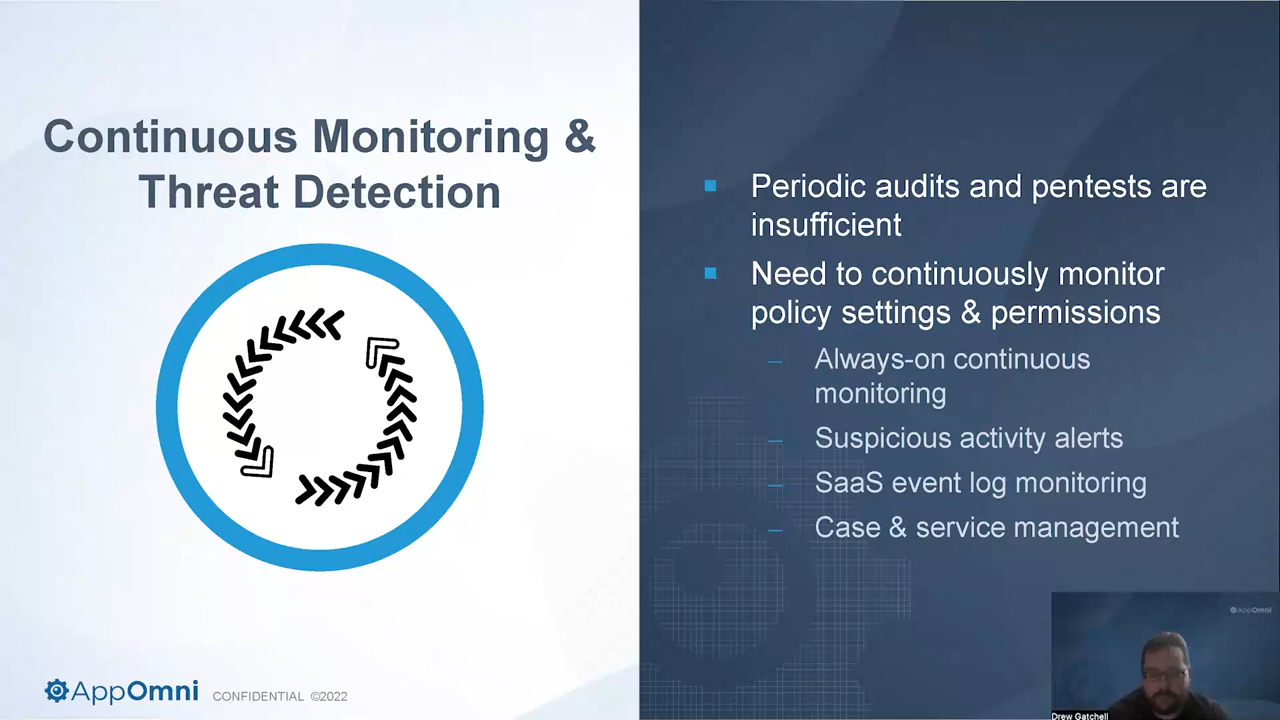 Continuous Monitoring &
Threat Detection
Periodic audits and pentests are
insufficient
Need to continuously monitor
policy settings & permissions
Always-on continuous
monitoring
Suspicious activity alerts
SaaS event log monitoring
Case & service management
AppOmni
CONFIDENTIAL ©2022
AppOmni
Drew Gatchell